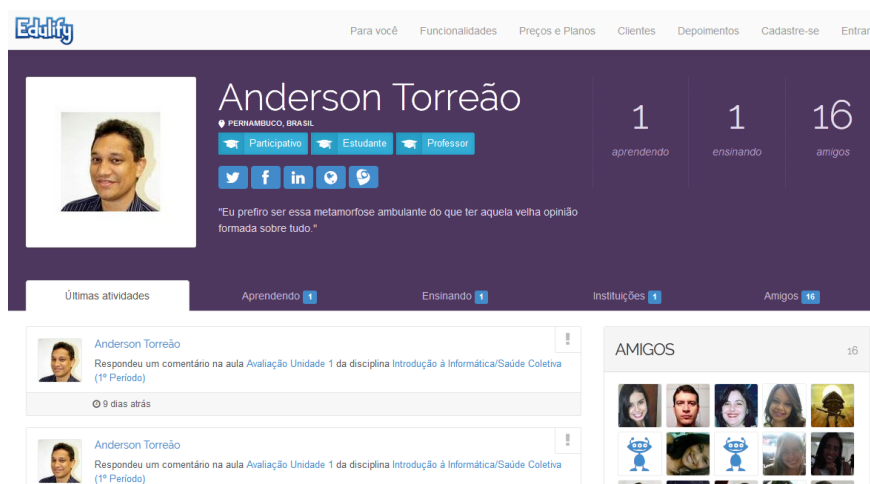 Edulify
Para você Funcionalidades Preços e Planos Clientes Depoimentos Cadastre-se Entrar
Anderson Torreão
PERNAMBUCO, BRASIL
Participativo Estudante Professor
1 1 16
aprendendo ensinando amigos
"Eu prefiro ser essa metamorfose ambulante do que ter aquela velha opinião
formada sobre tudo."
Últimas atividades Aprendendo 1 Ensinando 1 Instituições 1 Amigos 16
Anderson Torreão
Respondeu um comentário na aula Avaliação Unidade 1 da disciplina Introdução à Informática/Saúde Coletiva
(1º Período)
9 dias atrás
Anderson Torreão
Respondeu um comentário na aula Avaliação Unidade 1 da disciplina Introdução à Informática/Saúde Coletiva
(1º Período)
AMIGOS 16